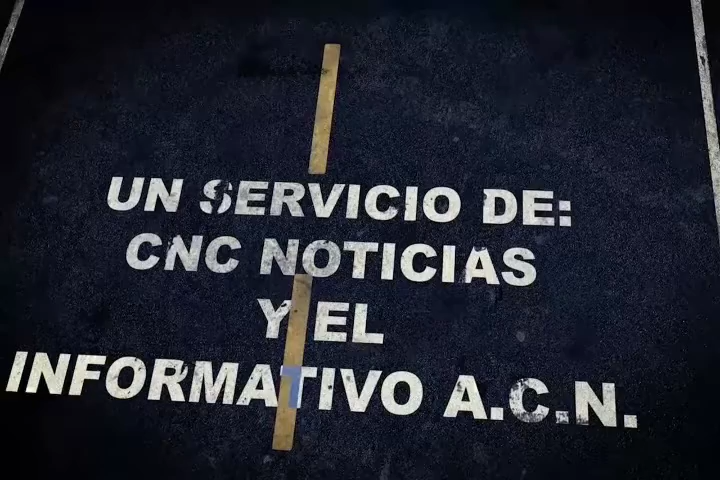 UN SERVICIO DE:
CNC NOTICIAS
Y EL
INFORMATIVO A.C.N.